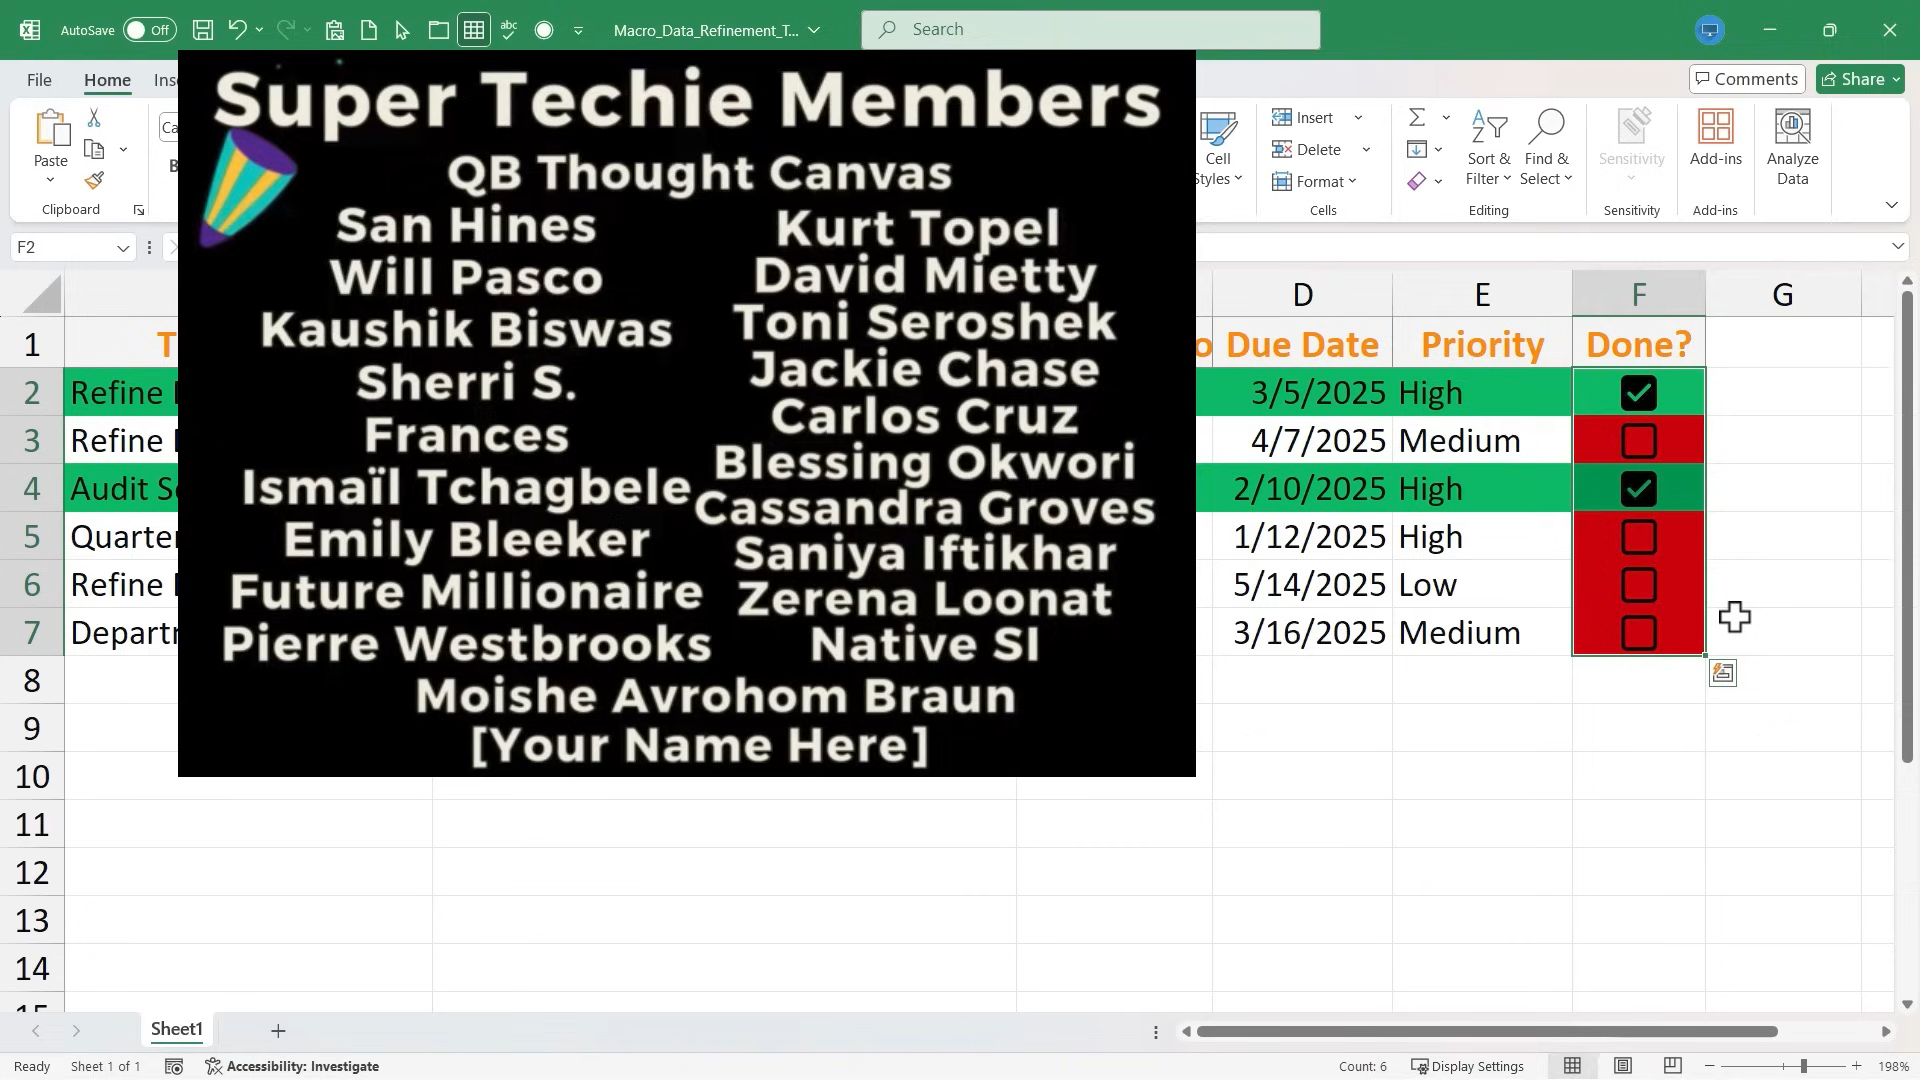 AutoSave Off Macro_Data_Refinement_T... Search
File Home Comments Share
Paste Clipboard
Insert Delete Format Cells
Sort & Filter Find & Select Editing
Sensitivity Sensitivity
Add-ins Add-ins
Analyze Data
F2
Super Techie Members
QB Thought Canvas
San Hines
Will Pasco
Kaushik Biswas
Sherri S.
Frances
Ismaïl Tchagbele
Emily Bleeker
Future Millionaire
Pierre Westbrooks
Kurt Topel
David Mietty
Toni Seroshek
Jackie Chase
Carlos Cruz
Blessing Okwori
Cassandra Groves
Saniya Iftikhar
Zerena Loonat
Native SI
Moishe Avrohom Braun
[Your Name Here]
D E F G
1 Due Date Priority Done?
2 Refine 3/5/2025 High
3 Refine 4/7/2025 Medium
4 Audit 2/10/2025 High
5 1/12/2025 High
6 Refine 5/14/2025 Low
7 3/16/2025 Medium
8
9
10
11
12
13
14
Sheet1
Ready Sheet 1 of 1 Accessibility: Investigate Count: 6 Display Settings 198%